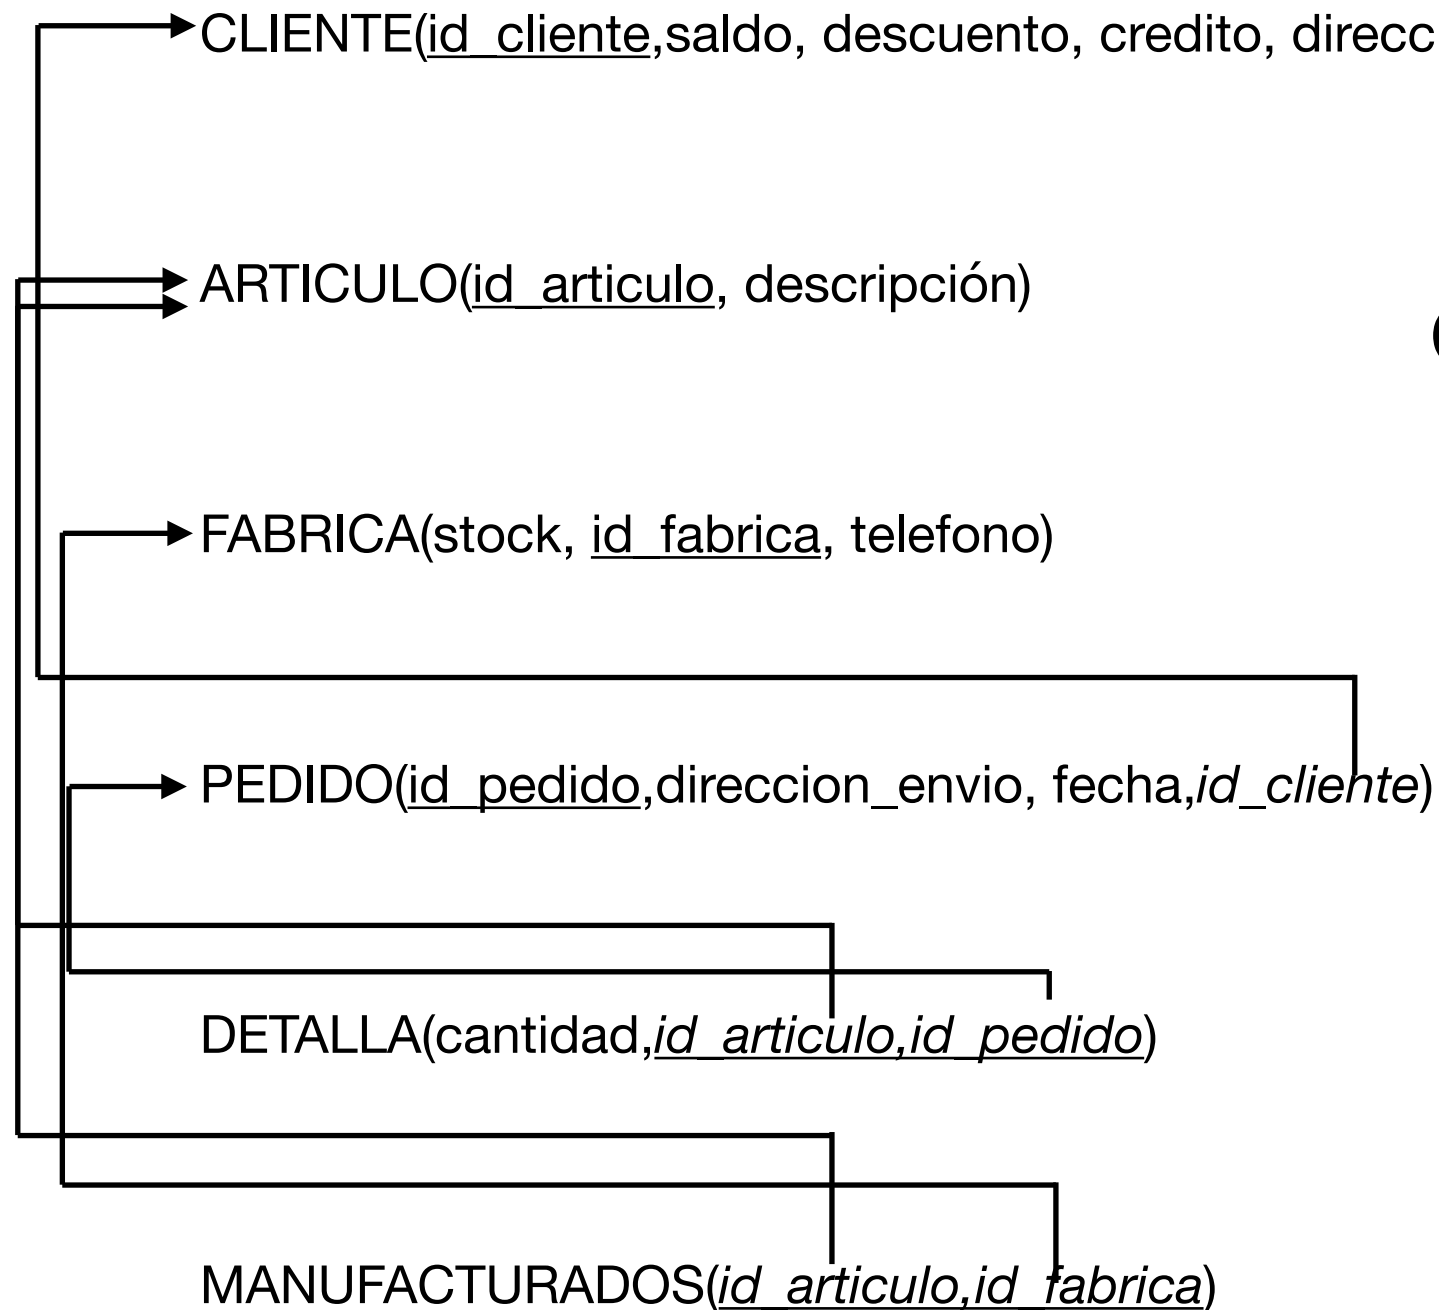 CLIENTE(id_cliente,saldo, descuento, credito, direcc
ARTICULO(id_articulo, descripción)
FABRICA(stock, id_fabrica, telefono)
PEDIDO(id_pedido,direccion_envio, fecha,id_cliente)
DETALLA(cantidad,id_articulo,id_pedido)
MANUFACTURADOS(id_articulo,id_fabrica)